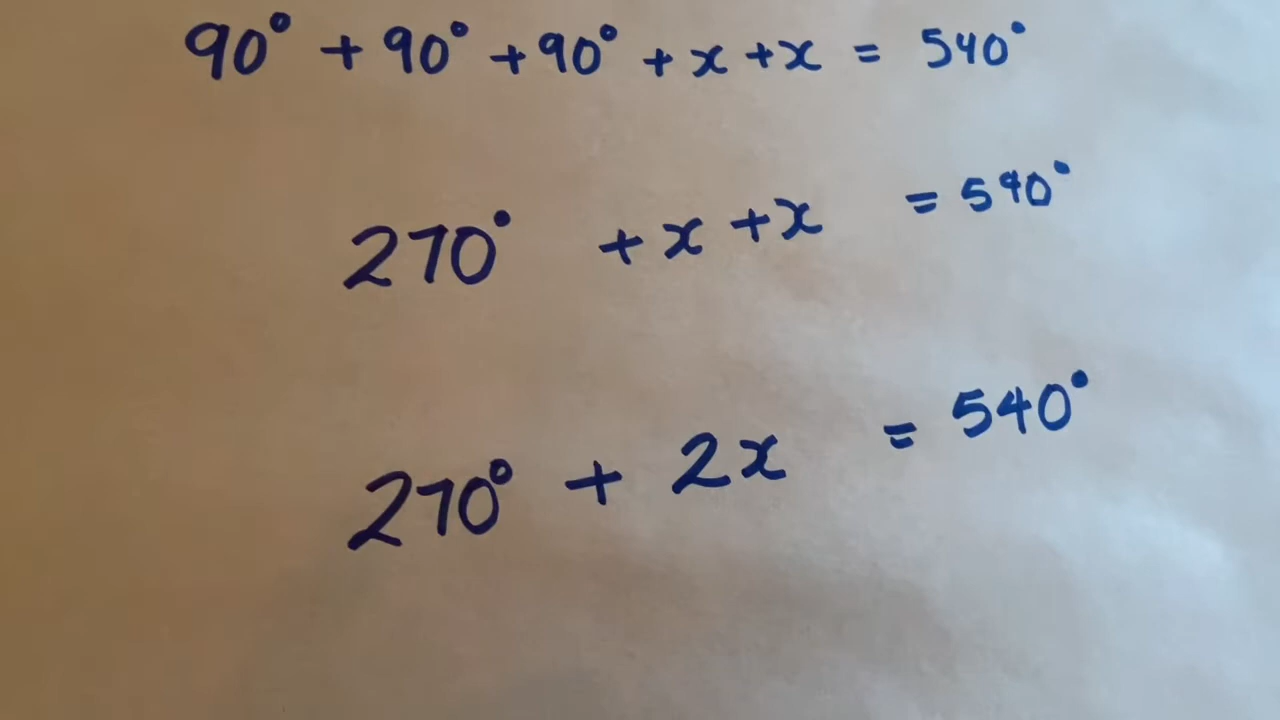 90° + 90° + 90° + x + x = 540°
270° + x + x = 540°
270° + 2x = 540°